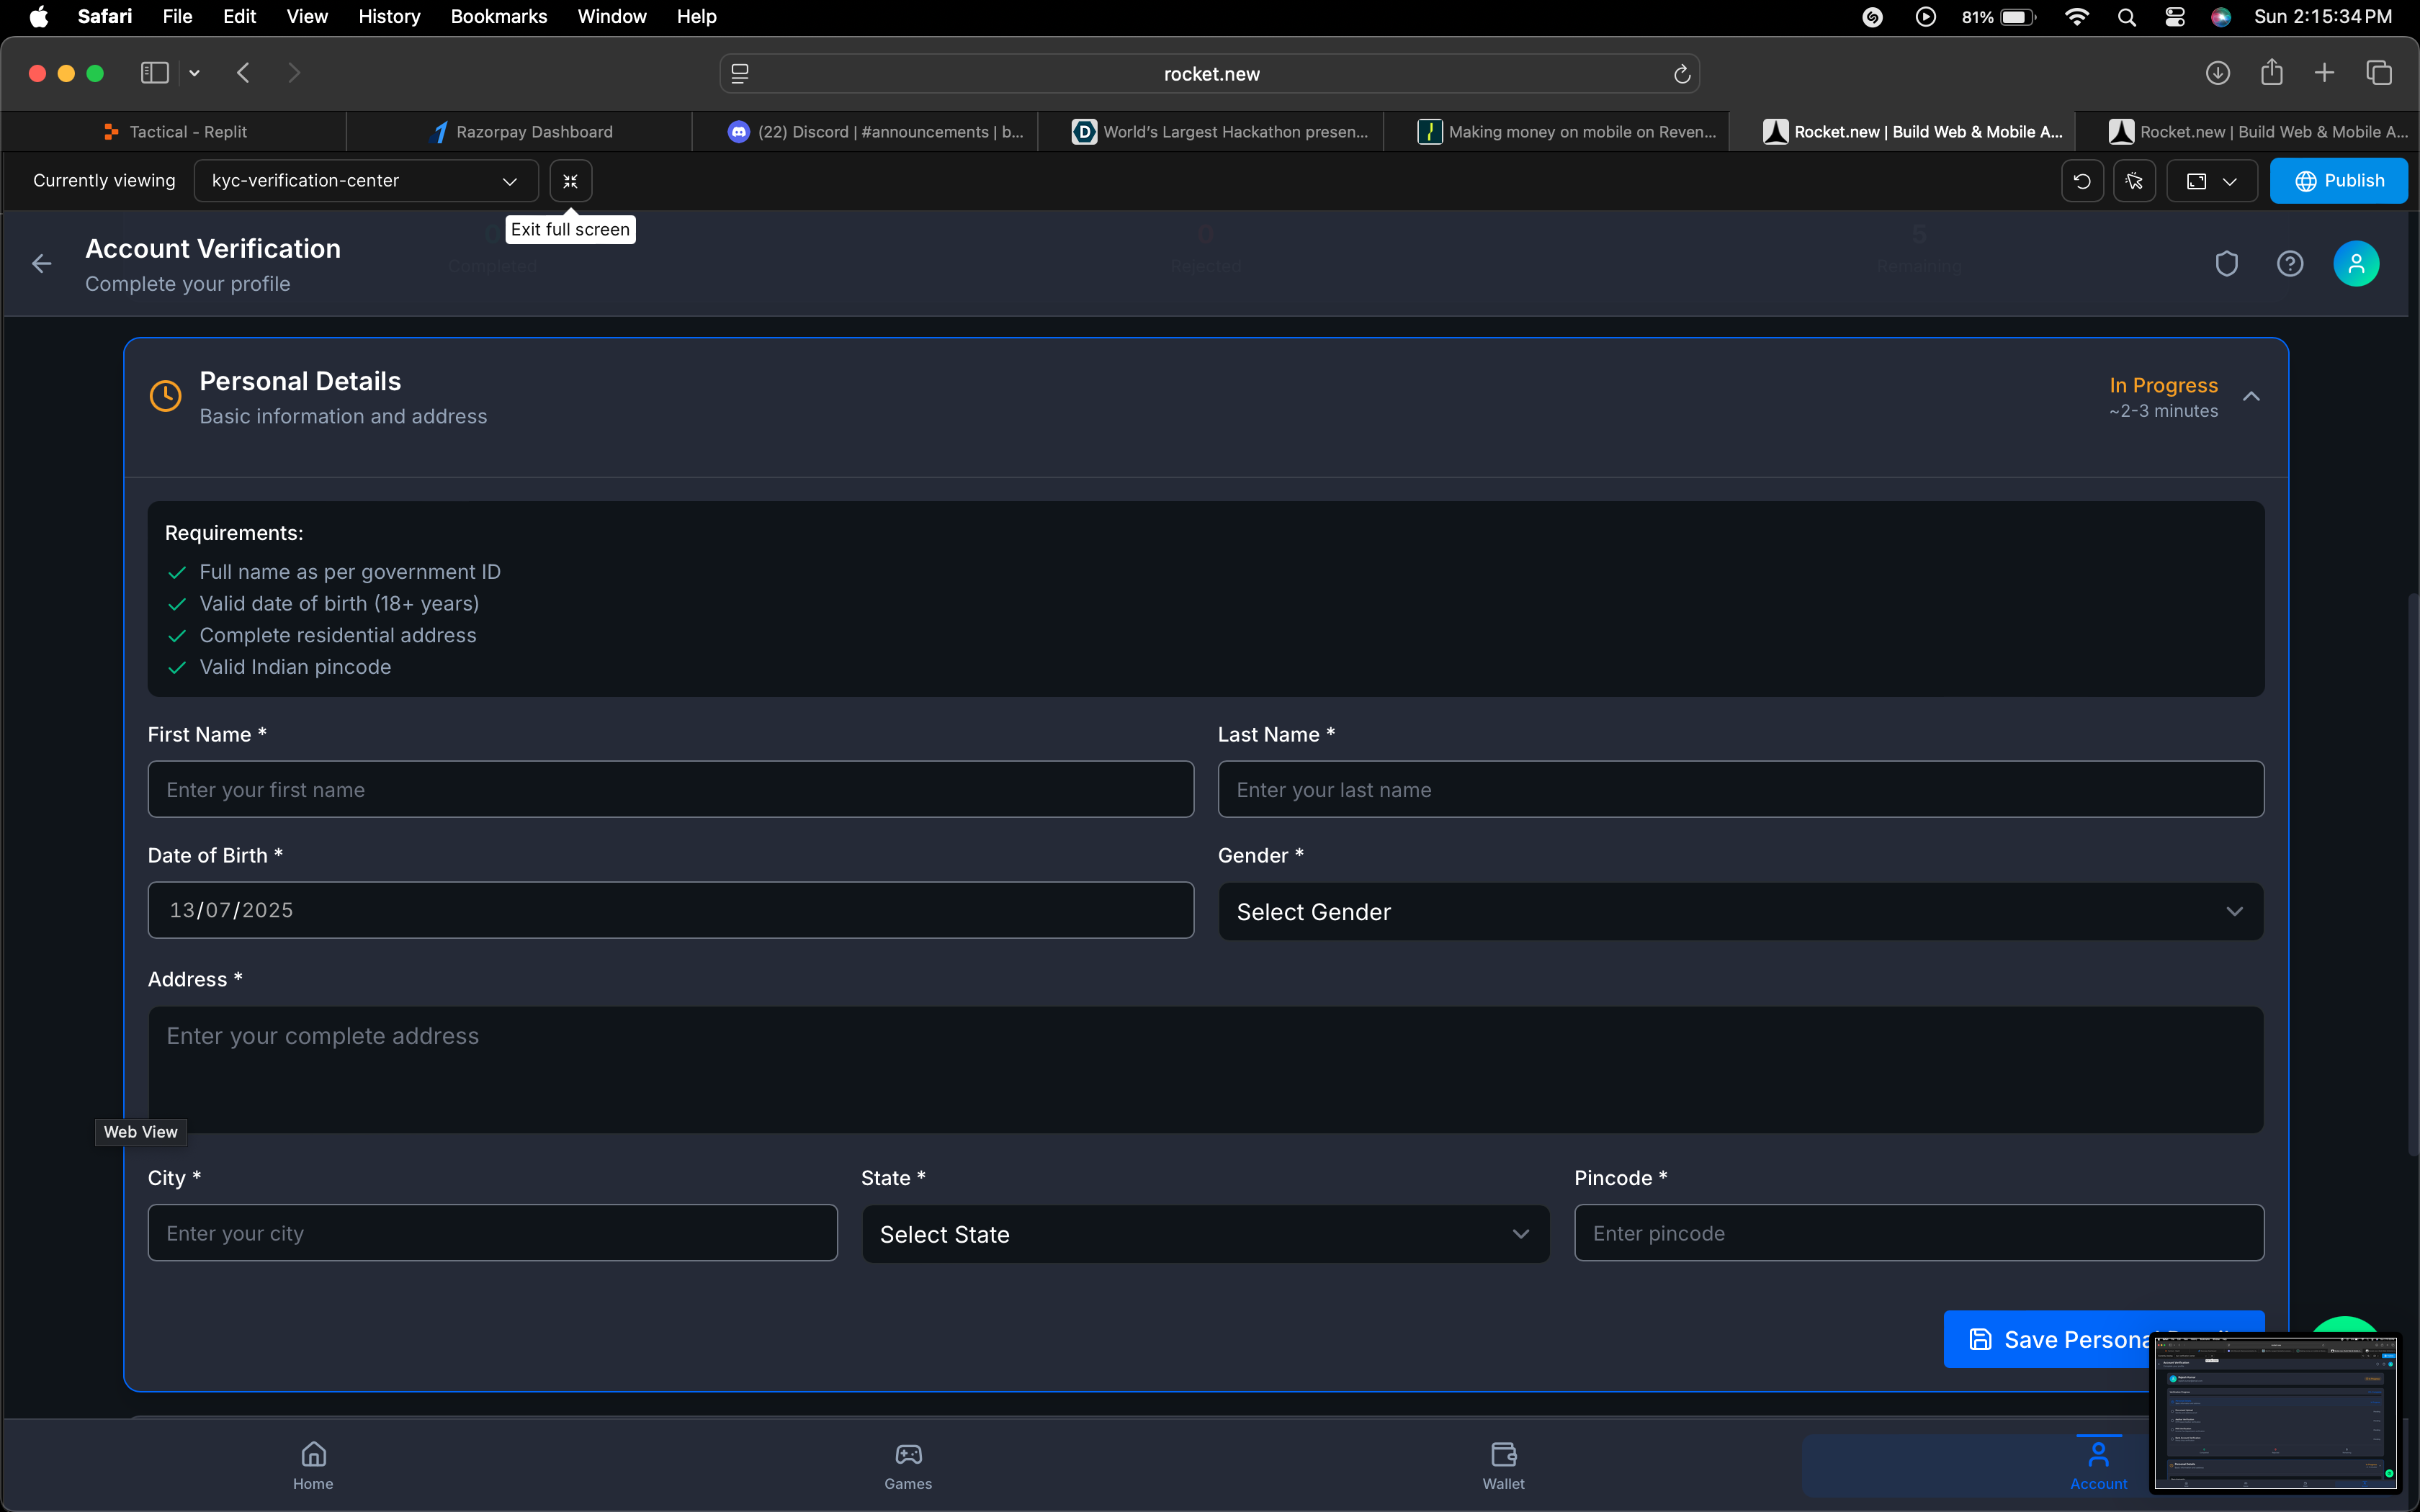 Safari File Edit View History Bookmarks Window Help 81% Sun 2:15:34 PM
rocket.new
Tactical - Replit
Razorpay Dashboard
(22) Discord | #announcements | b...
World's Largest Hackathon presen...
Making money on mobile on Reven...
Rocket.new | Build Web & Mobile A...
Rocket.new | Build Web & Mobile A...
Currently viewing kyc-verification-center Publish
Exit full screen
Account Verification
Complete your profile
0 0 5
Completed Rejected Remaining
Personal Details
Basic information and address
In Progress
~2-3 minutes
Requirements:
Full name as per government ID
Valid date of birth (18+ years)
Complete residential address
Valid Indian pincode
First Name * Last Name *
Enter your first name Enter your last name
Date of Birth * Gender *
13/07/2025 Select Gender
Address *
Enter your complete address
Web View
City * State * Pincode *
Enter your city Select State Enter pincode
Save Persona
Home Games Wallet Account